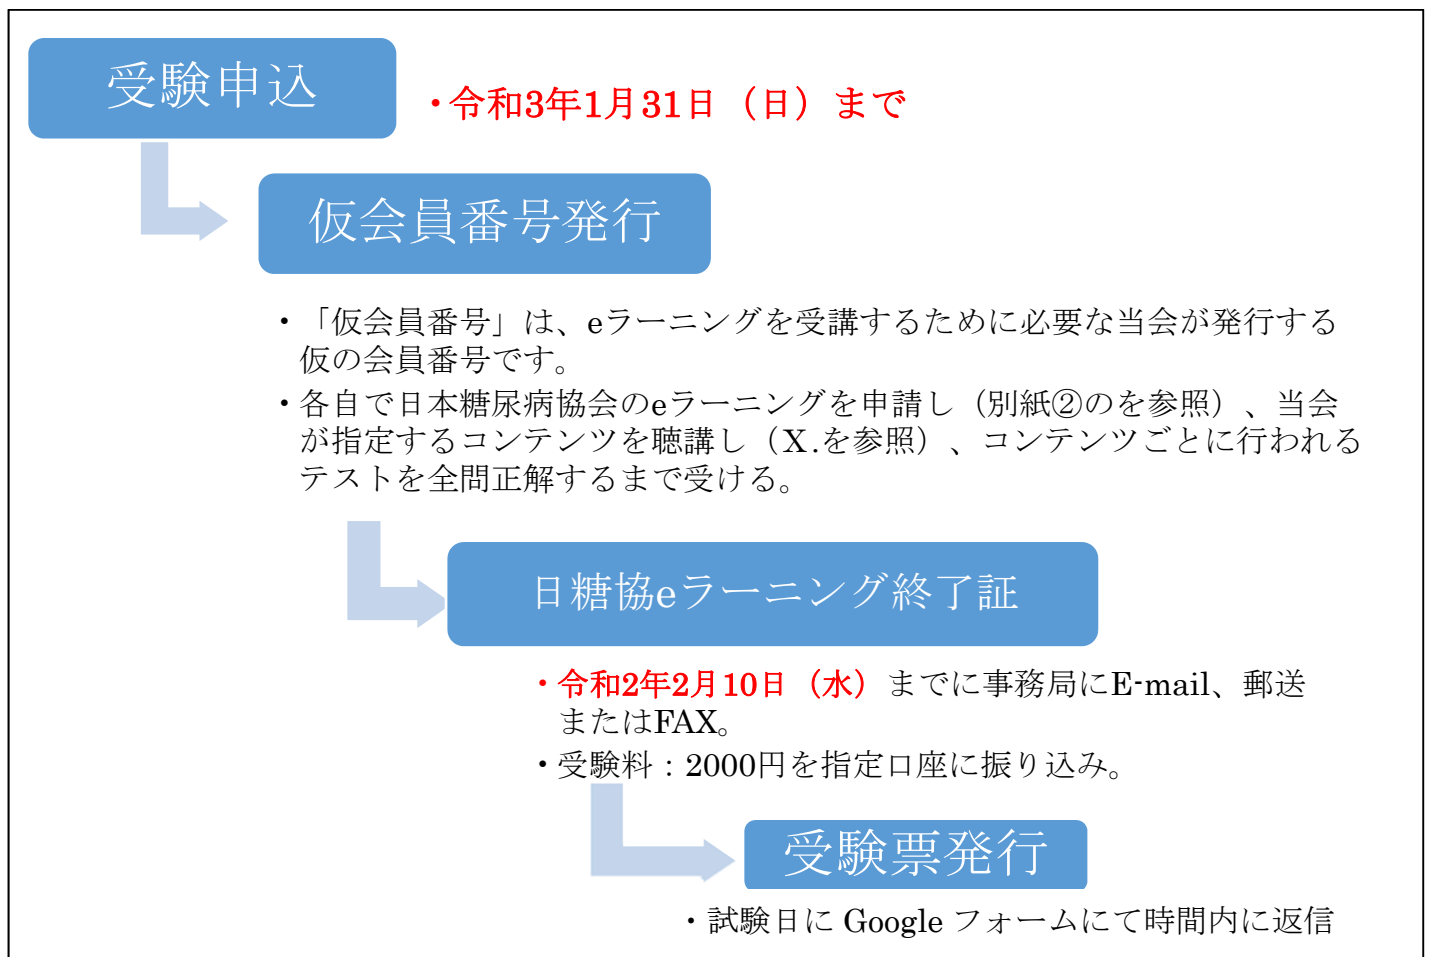 受験申込
・令和3年1月31日（日）まで
仮会員番号発行
・「仮会員番号」は、eラーニングを受講するために必要な当会が発行する
仮の会員番号です。
・各自で日本糖尿病協会のeラーニングを申請し（別紙②のを参照）、当会
が指定するコンテンツを聴講し（X.を参照）、コンテンツごとに行われる
テストを全問正解するまで受ける。
日糖協eラーニング終了証
・令和2年2月10日（水）までに事務局にE-mail、郵送
またはFAX。
・受験料：2000円を指定口座に振り込み。
受験票発行
・試験日に Google フォームにて時間内に返信